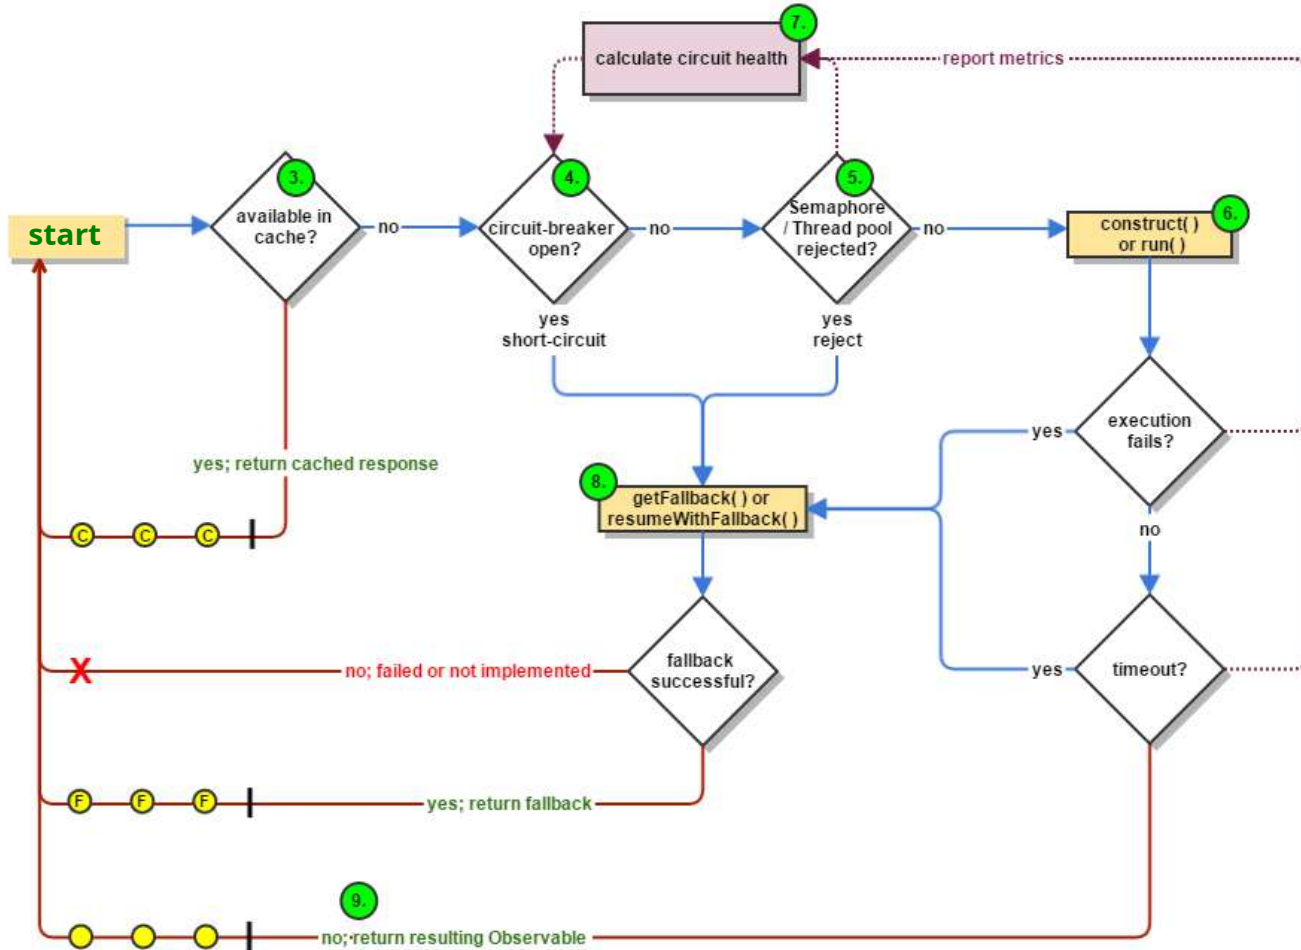 7.
calculate circuit health
report metrics
3.
4.
5.
6.
start
available in
cache?
no
circuit-breaker
open?
no
Semaphore
/ Thread pool
rejected?
no
construct( )
or run( )
yes
short-circuit
yes
reject
execution
fails?
yes
yes; return cached response
8.
getFallback( ) or
resumeWithFallback( )
no
C
C
C
X
no; failed or not implemented
fallback
successful?
yes
timeout?
F
F
F
yes; return fallback
9.
no; return resulting Observable